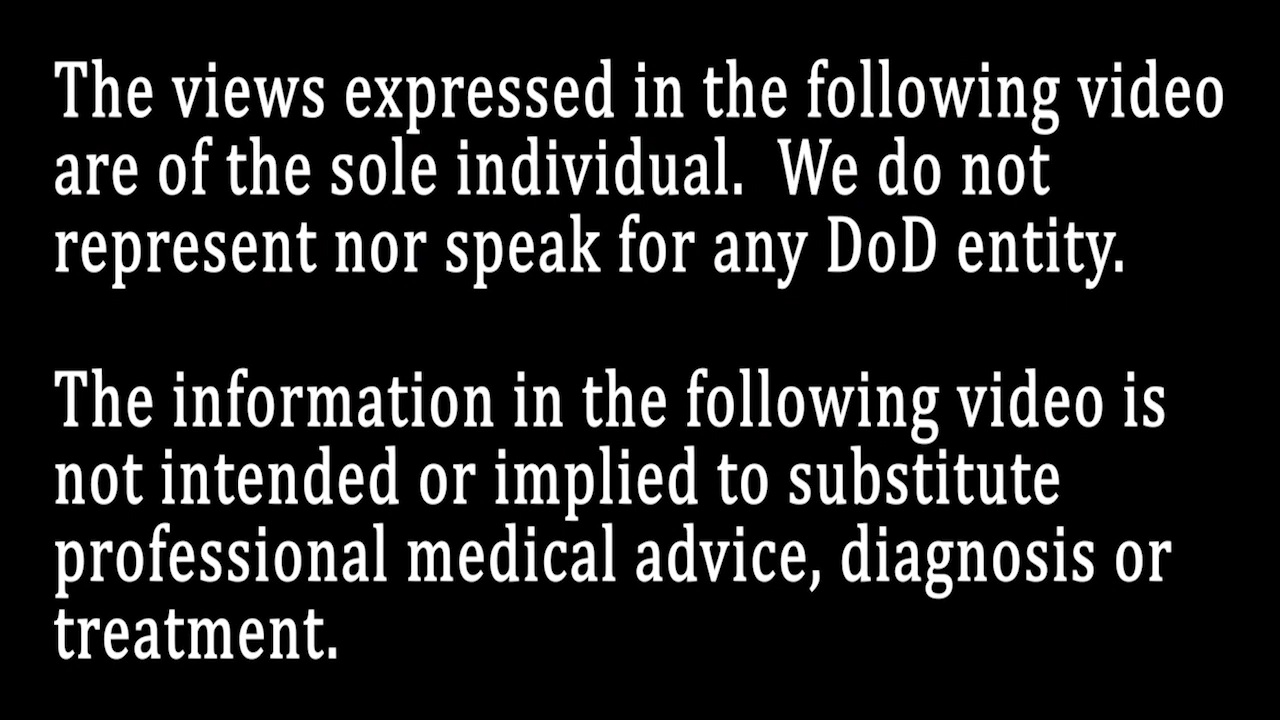 The views expressed in the following video
are of the sole individual.  We do not
represent nor speak for any DoD entity.
The information in the following video is
not intended or implied to substitute
professional medical advice, diagnosis or
treatment.